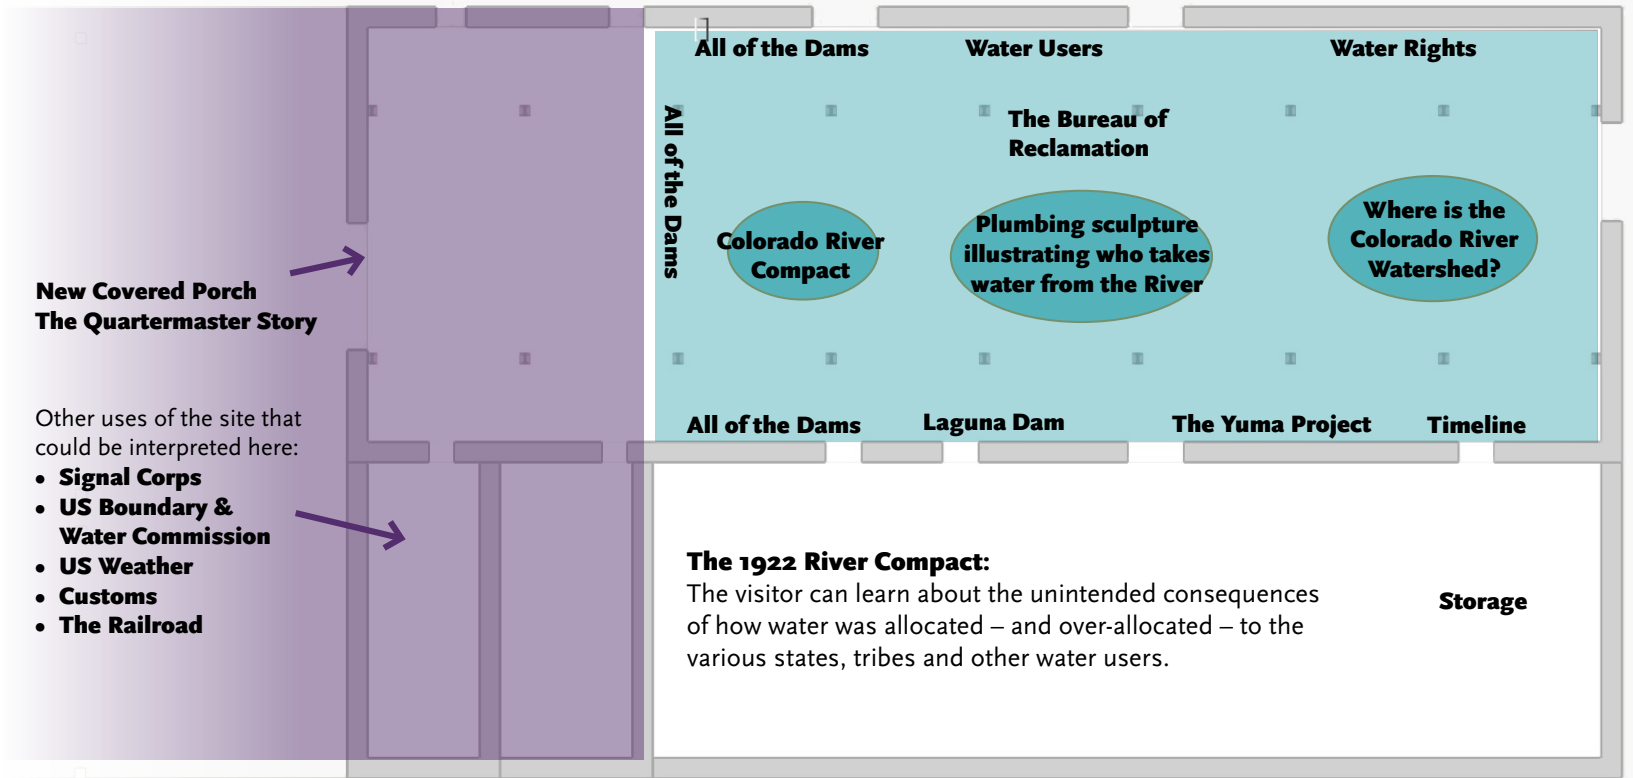 All of the Dams
Water Users
Water Rights
All of the Dams
The Bureau of
Reclamation
Colorado River
Compact
Plumbing sculpture
illustrating who takes
water from the River
Where is the
Colorado River
Watershed?
New Covered Porch
The Quartermaster Story
All of the Dams
Laguna Dam
The Yuma Project
Timeline
Other uses of the site that
could be interpreted here:
• Signal Corps
• US Boundary &
Water Commission
• US Weather
• Customs
• The Railroad
The 1922 River Compact:
The visitor can learn about the unintended consequences
of how water was allocated – and over-allocated – to the
various states, tribes and other water users.
Storage